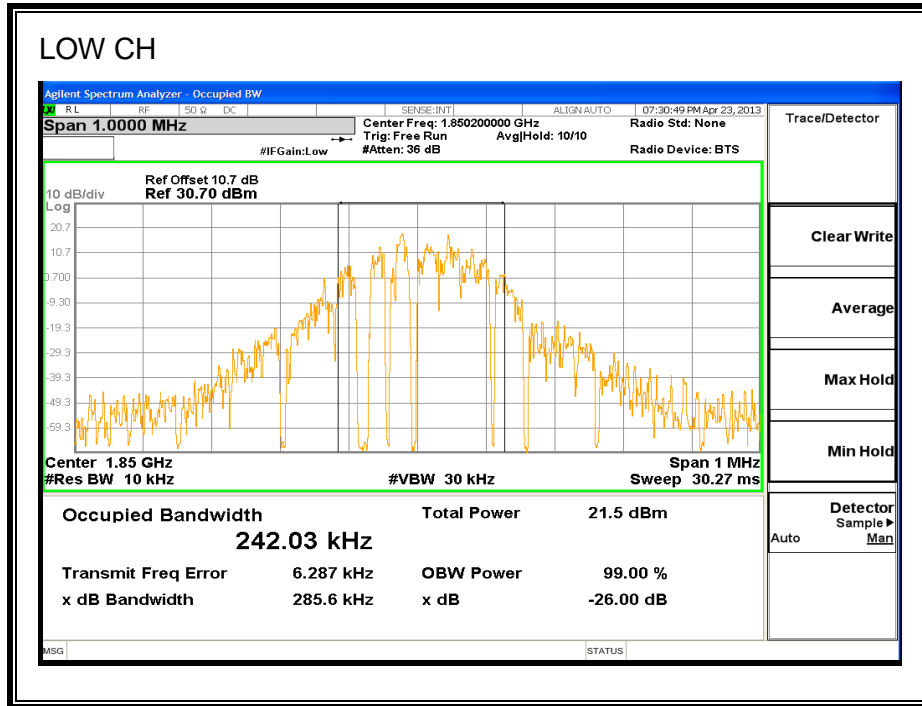 LOW CH
Agilent Spectrum Analyzer - Occupied BW
RL RF 50 Ω DC SENSE:INT ALIGN AUTO 07:30:49 PM Apr 23, 2013
Span 1.0000 MHz
Center Freq: 1.850200000 GHz Radio Std: None
Trig: Free Run Avg|Hold: 10/10
#IFGain:Low #Atten: 36 dB Radio Device: BTS
Ref Offset 10.7 dB
10 dB/div Ref 30.70 dBm
Log
20.7
10.7
0.700
-9.30
-19.3
-29.3
-39.3
-49.3
-59.3
Center 1.85 GHz Span 1 MHz
#Res BW 10 kHz #VBW 30 kHz Sweep 30.27 ms
Occupied Bandwidth Total Power 21.5 dBm
242.03 kHz
Transmit Freq Error 6.287 kHz OBW Power 99.00 %
x dB Bandwidth 285.6 kHz x dB -26.00 dB
MSG STATUS
Trace/Detector
Clear Write
Average
Max Hold
Min Hold
Detector
Sample▶
Auto Man